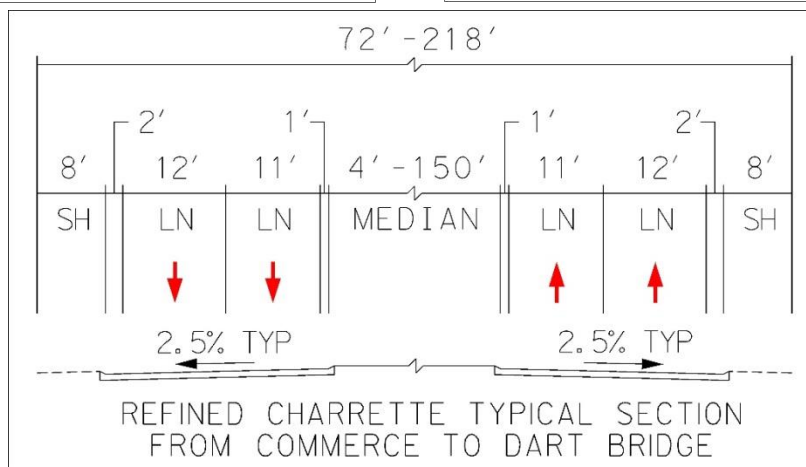 72'-218'
2' 1' 1' 2'
8' 12' 11' 4'-150' 11' 12' 8'
SH LN LN MEDIAN LN LN SH
2.5% TYP 2.5% TYP
REFINED CHARRETTE TYPICAL SECTION
FROM COMMERCE TO DART BRIDGE